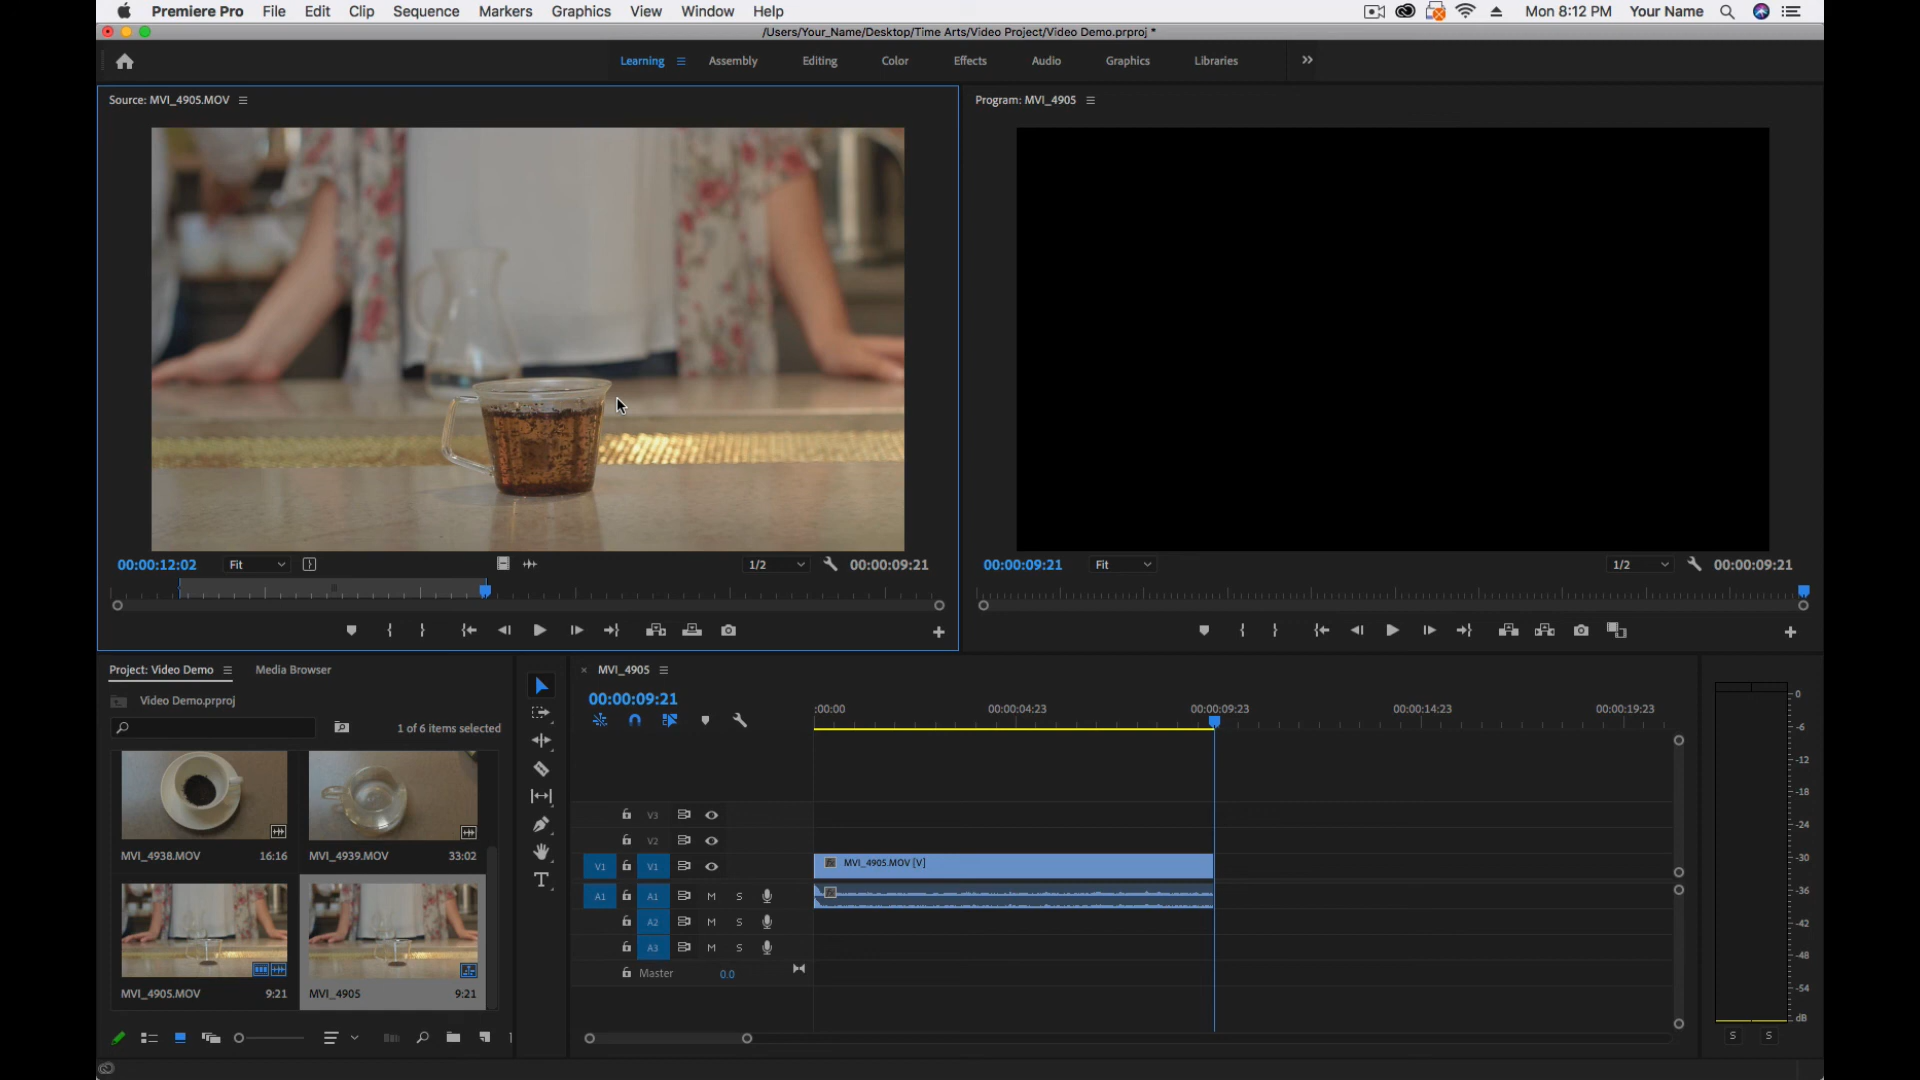 Premiere Pro File Edit Clip Sequence Markers Graphics View Window Help Mon 8:12 PM Your Name
/Users/Your_Name/Desktop/Time Arts/Video Project/Video Demo.prproj *
Learning Assembly Editing Color Effects Audio Graphics Libraries
Source: MVI_4905.MOV
Program: MVI_4905
00:00:12:02 Fit 1/2 00:00:09:21
00:00:09:21 Fit 1/2 00:00:09:21
Project: Video Demo Media Browser
Video Demo.prproj
1 of 6 items selected
MVI_4938.MOV 16:16 MVI_4939.MOV 33:02
MVI_4905.MOV 9:21 MVI_4905 9:21
MVI_4905
00:00:09:21
:00:00 00:00:04:23 00:00:09:23 00:00:14:23 00:00:19:23
V3
V2
V1 V1 MVI_4905.MOV [V]
A1 A1 M S
A2 M S
A3 M S
Master 0.0
0
-6
-12
-18
-24
-30
-36
-42
-48
-54
dB
S S